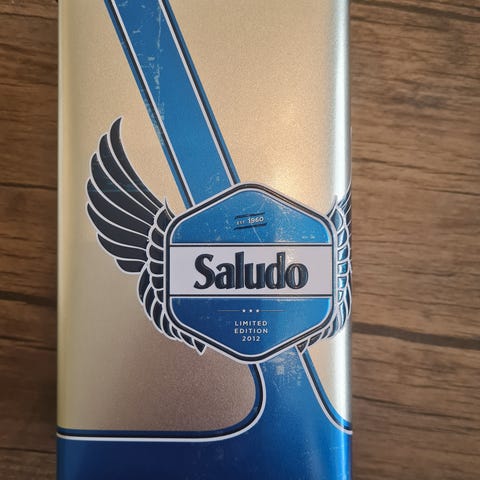 EST 1960
Saludo
LIMITED
EDITION
2012